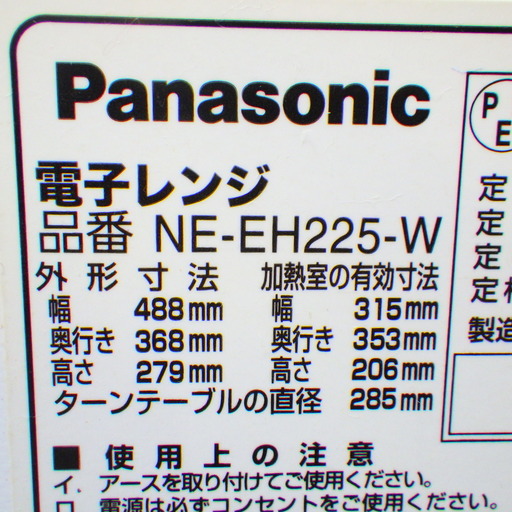 Panasonic
電子レンジ
品番 NE-EH225-W
外形寸法 加熱室の有効寸法
幅 488mm 幅 315mm
奥行き 368mm 奥行き 353mm
高さ 279mm 高さ 206mm
ターンテーブルの直径 285mm
■ 使用上の注意
イ. アースを取り付けてご使用ください。
ロ 電源は必ずコンセントをご使用ください。
P
E
定
定
定
定
製造